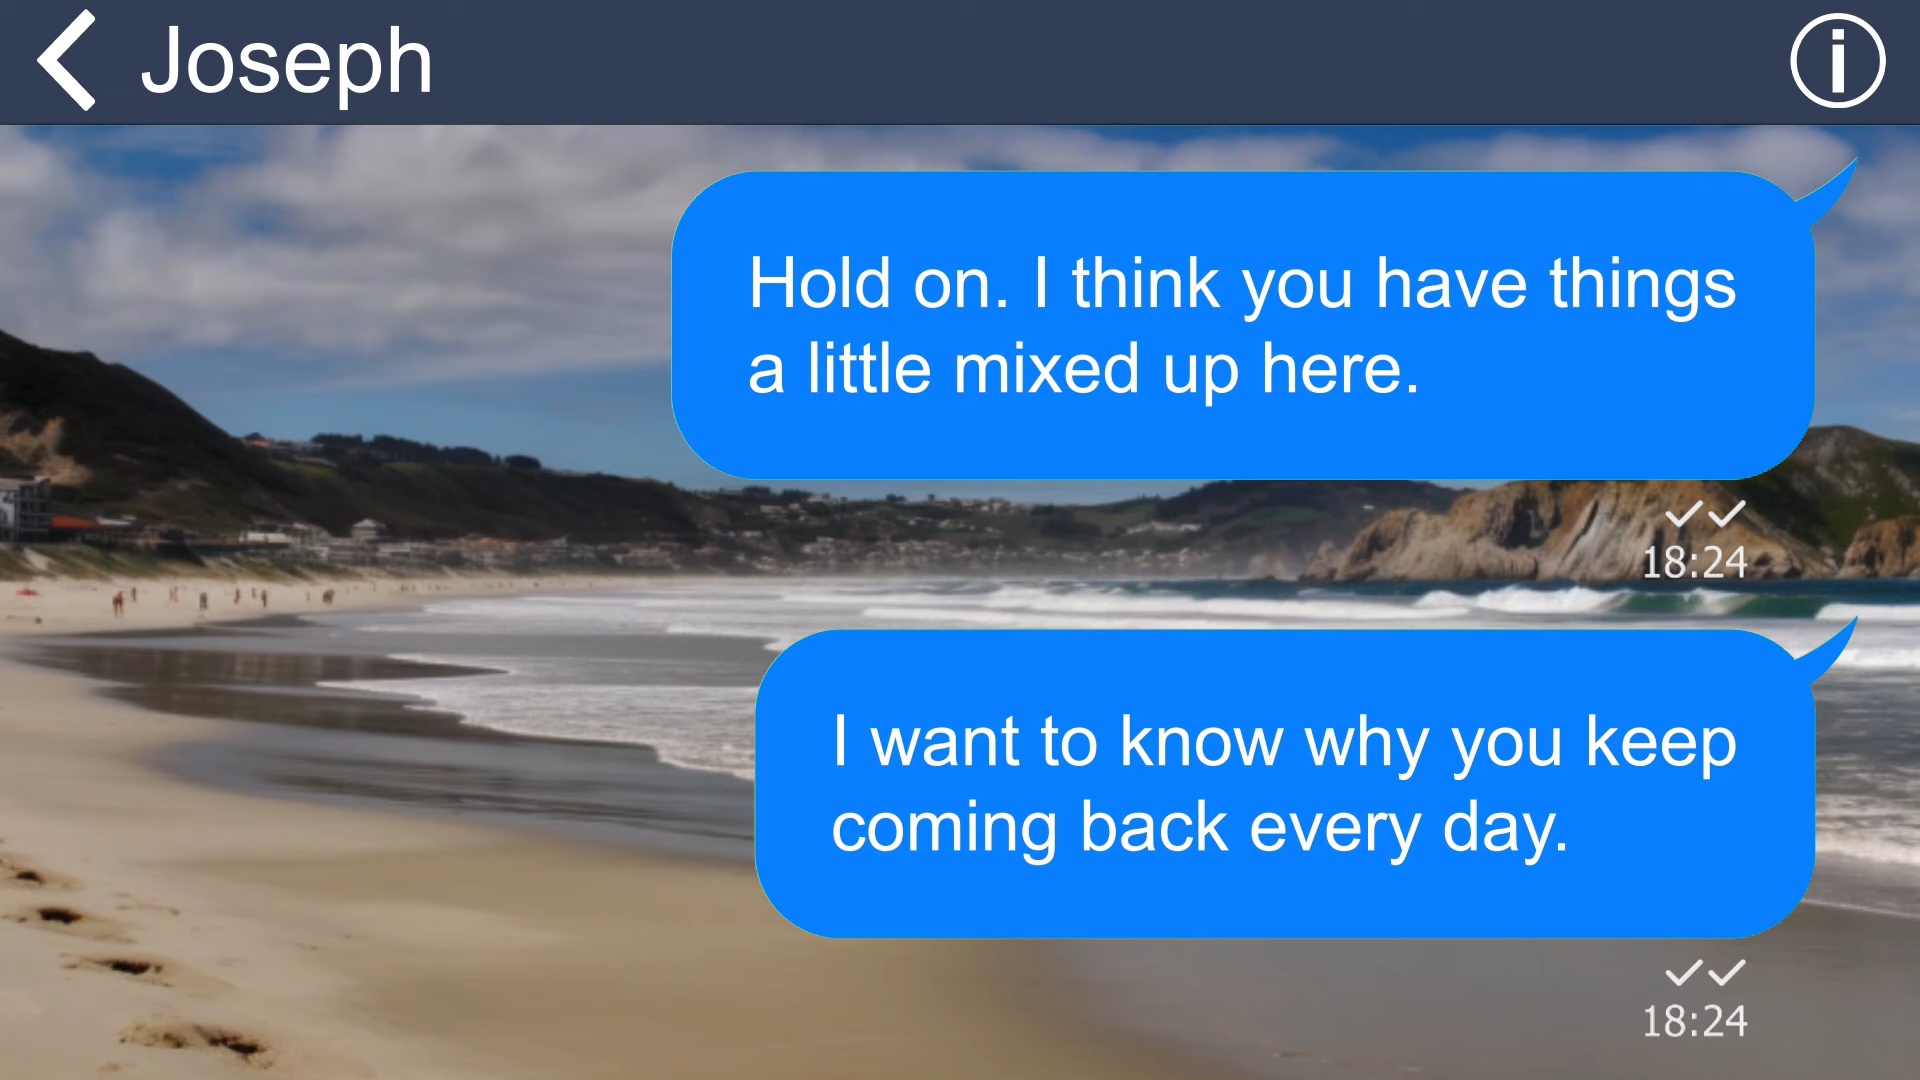 Joseph
Hold on. I think you have things
a little mixed up here.
18:24
I want to know why you keep
coming back every day.
18:24